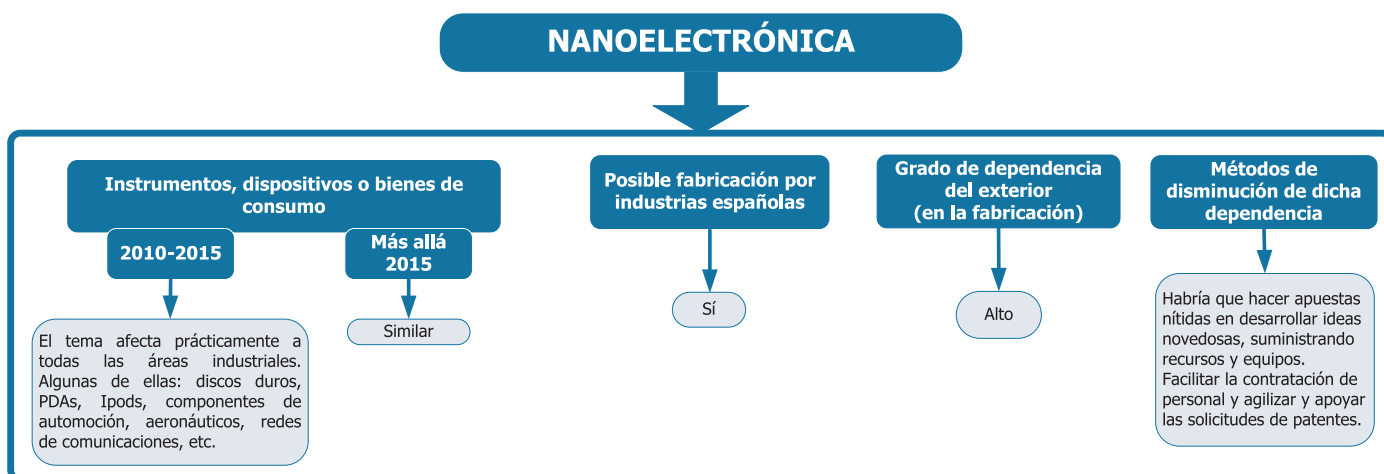 NANOELECTRÓNICA
Instrumentos, dispositivos o bienes de
consumo
2010-2015
El tema afecta prácticamente a
todas las áreas industriales.
Algunas de ellas: discos duros,
PDAs, Ipods, componentes de
automoción, aeronáuticos, redes
de comunicaciones, etc.
Más allá
2015
Similar
Posible fabricación por
industrias españolas
Sí
Grado de dependencia
del exterior
(en la fabricación)
Alto
Métodos de
disminución de dicha
dependencia
Habría que hacer apuestas
nítidas en desarrollar ideas
novedosas, suministrando
recursos y equipos.
Facilitar la contratación de
personal y agilizar y apoyar
las solicitudes de patentes.